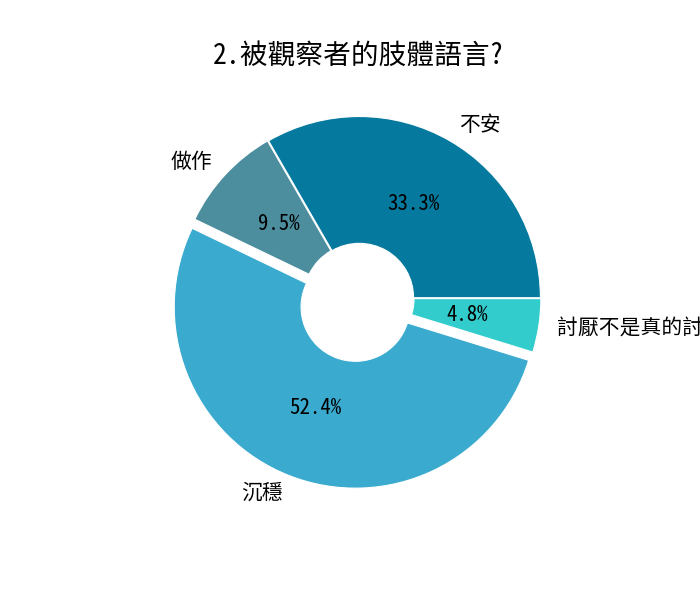 2.被觀察者的肢體語言?
不安
做作
33.3%
9.5%
4.8%
討厭不是真的討
52.4%
沉穩